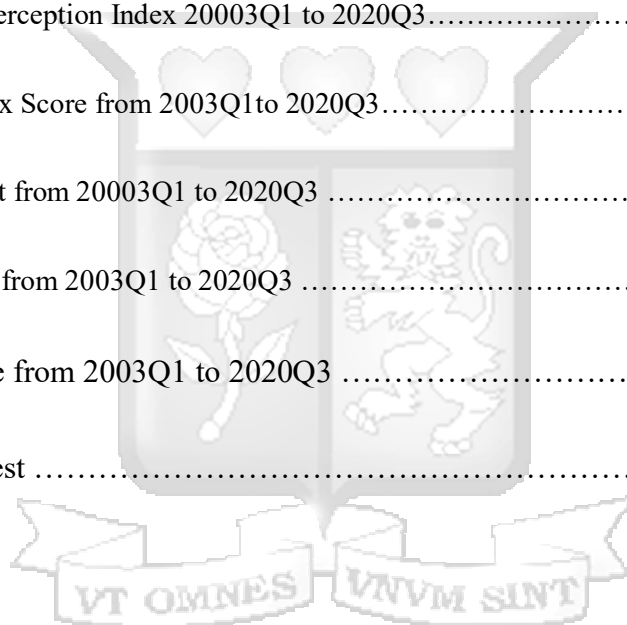 erception Index 20003Q1 to 2020Q3
x Score from 2003Q1to 2020Q3
t from 20003Q1 to 2020Q3
from 2003Q1 to 2020Q3
e from 2003Q1 to 2020Q3
est
VT OMNES VNVM SINT